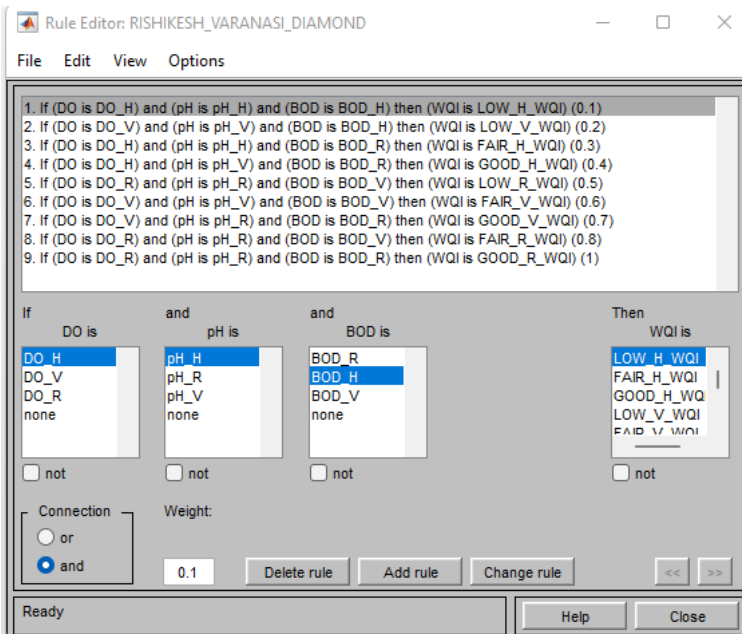 Rule Editor: RISHIKESH_VARANASI_DIAMOND
File Edit View Options
1. If (DO is DO_H) and (pH is pH_H) and (BOD is BOD_H) then (WQI is LOW_H_WQI) (0.1)
2. If (DO is DO_V) and (pH is pH_V) and (BOD is BOD_H) then (WQI is LOW_V_WQI) (0.2)
3. If (DO is DO_H) and (pH is pH_H) and (BOD is BOD_R) then (WQI is FAIR_H_WQI) (0.3)
4. If (DO is DO_H) and (pH is pH_V) and (BOD is BOD_R) then (WQI is GOOD_H_WQI) (0.4)
5. If (DO is DO_R) and (pH is pH_R) and (BOD is BOD_V) then (WQI is LOW_R_WQI) (0.5)
6. If (DO is DO_V) and (pH is pH_V) and (BOD is BOD_V) then (WQI is FAIR_V_WQI) (0.6)
7. If (DO is DO_V) and (pH is pH_R) and (BOD is BOD_R) then (WQI is GOOD_V_WQI) (0.7)
8. If (DO is DO_R) and (pH is pH_R) and (BOD is BOD_V) then (WQI is FAIR_R_WQI) (0.8)
9. If (DO is DO_R) and (pH is pH_R) and (BOD is BOD_R) then (WQI is GOOD_R_WQI) (1)
If and and Then
DO is pH is BOD is WQI is
DO_H pH_H BOD_R LOW_H_WQI
DO_V pH_R BOD_H FAIR_H_WQI
DO_R pH_V BOD_V GOOD_H_WQ
none none none LOW_V_WQI
FAIR_V_WQI
not not not not
Connection Weight:
or
and 0.1 Delete rule Add rule Change rule << >>
Ready Help Close